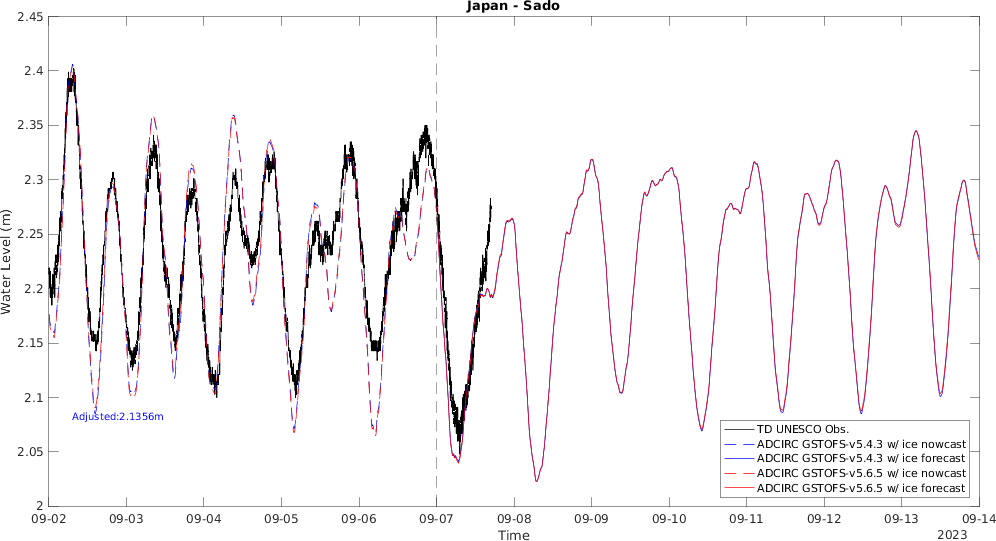 Japan - Sado
2.45
2.4
2.35
2.3
2.25
2.2
2.15
2.1
2.05
2
Water Level (m)
Adjusted:2.1356m
TD UNESCO Obs.
ADCIRC GSTOFS-v5.4.3 w/ ice nowcast
ADCIRC GSTOFS-v5.4.3 w/ ice forecast
ADCIRC GSTOFS-v5.6.5 w/ ice nowcast
ADCIRC GSTOFS-v5.6.5 w/ ice forecast
09-02 09-03 09-04 09-05 09-06 09-07 09-08 09-09 09-10 09-11 09-12 09-13 09-14
Time
2023